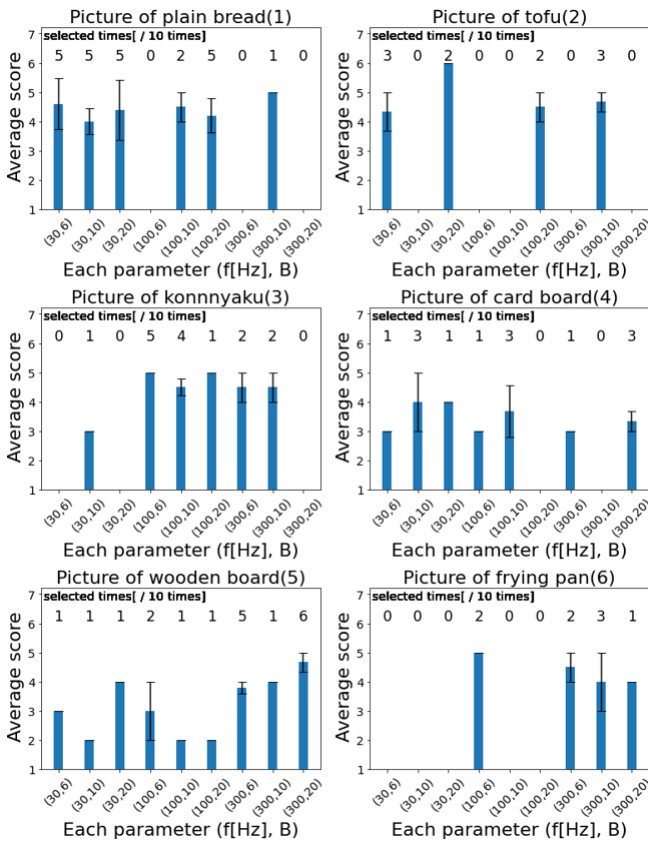 Picture of plain bread(1)
selected times[ / 10 times]
5 5 5 0 2 5 0 1 0
Average score
7
6
5
4
3
2
1
(30,6) (30,10) (30,20) (100,6) (100,10) (100,20) (300,6) (300,10) (300,20)
Each parameter (f[Hz], B)
Picture of tofu(2)
selected times[ / 10 times]
3 0 2 0 0 2 0 3 0
Average score
7
6
5
4
3
2
1
(30,6) (30,10) (30,20) (100,6) (100,10) (100,20) (300,6) (300,10) (300,20)
Each parameter (f[Hz], B)
Picture of konnnyaku(3)
selected times[ / 10 times]
0 1 0 5 4 1 2 2 0
Average score
7
6
5
4
3
2
1
(30,6) (30,10) (30,20) (100,6) (100,10) (100,20) (300,6) (300,10) (300,20)
Each parameter (f[Hz], B)
Picture of card board(4)
selected times[ / 10 times]
1 3 1 1 3 0 1 0 3
Average score
7
6
5
4
3
2
1
(30,6) (30,10) (30,20) (100,6) (100,10) (100,20) (300,6) (300,10) (300,20)
Each parameter (f[Hz], B)
Picture of wooden board(5)
selected times[ / 10 times]
1 1 1 2 1 1 5 1 6
Average score
7
6
5
4
3
2
1
(30,6) (30,10) (30,20) (100,6) (100,10) (100,20) (300,6) (300,10) (300,20)
Each parameter (f[Hz], B)
Picture of frying pan(6)
selected times[ / 10 times]
0 0 0 2 0 0 2 3 1
Average score
7
6
5
4
3
2
1
(30,6) (30,10) (30,20) (100,6) (100,10) (100,20) (300,6) (300,10) (300,20)
Each parameter (f[Hz], B)